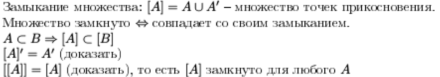 Замыкание множества: [A] = A ∪ A′ – множество точек прикосновения.
Множество замкнуто ⇔ совпадает со своим замыканием.
A ⊂ B ⇒ [A] ⊂ [B]
[A]′ = A′ (доказать)
[[A]] = [A] (доказать), то есть [A] замкнуто для любого A